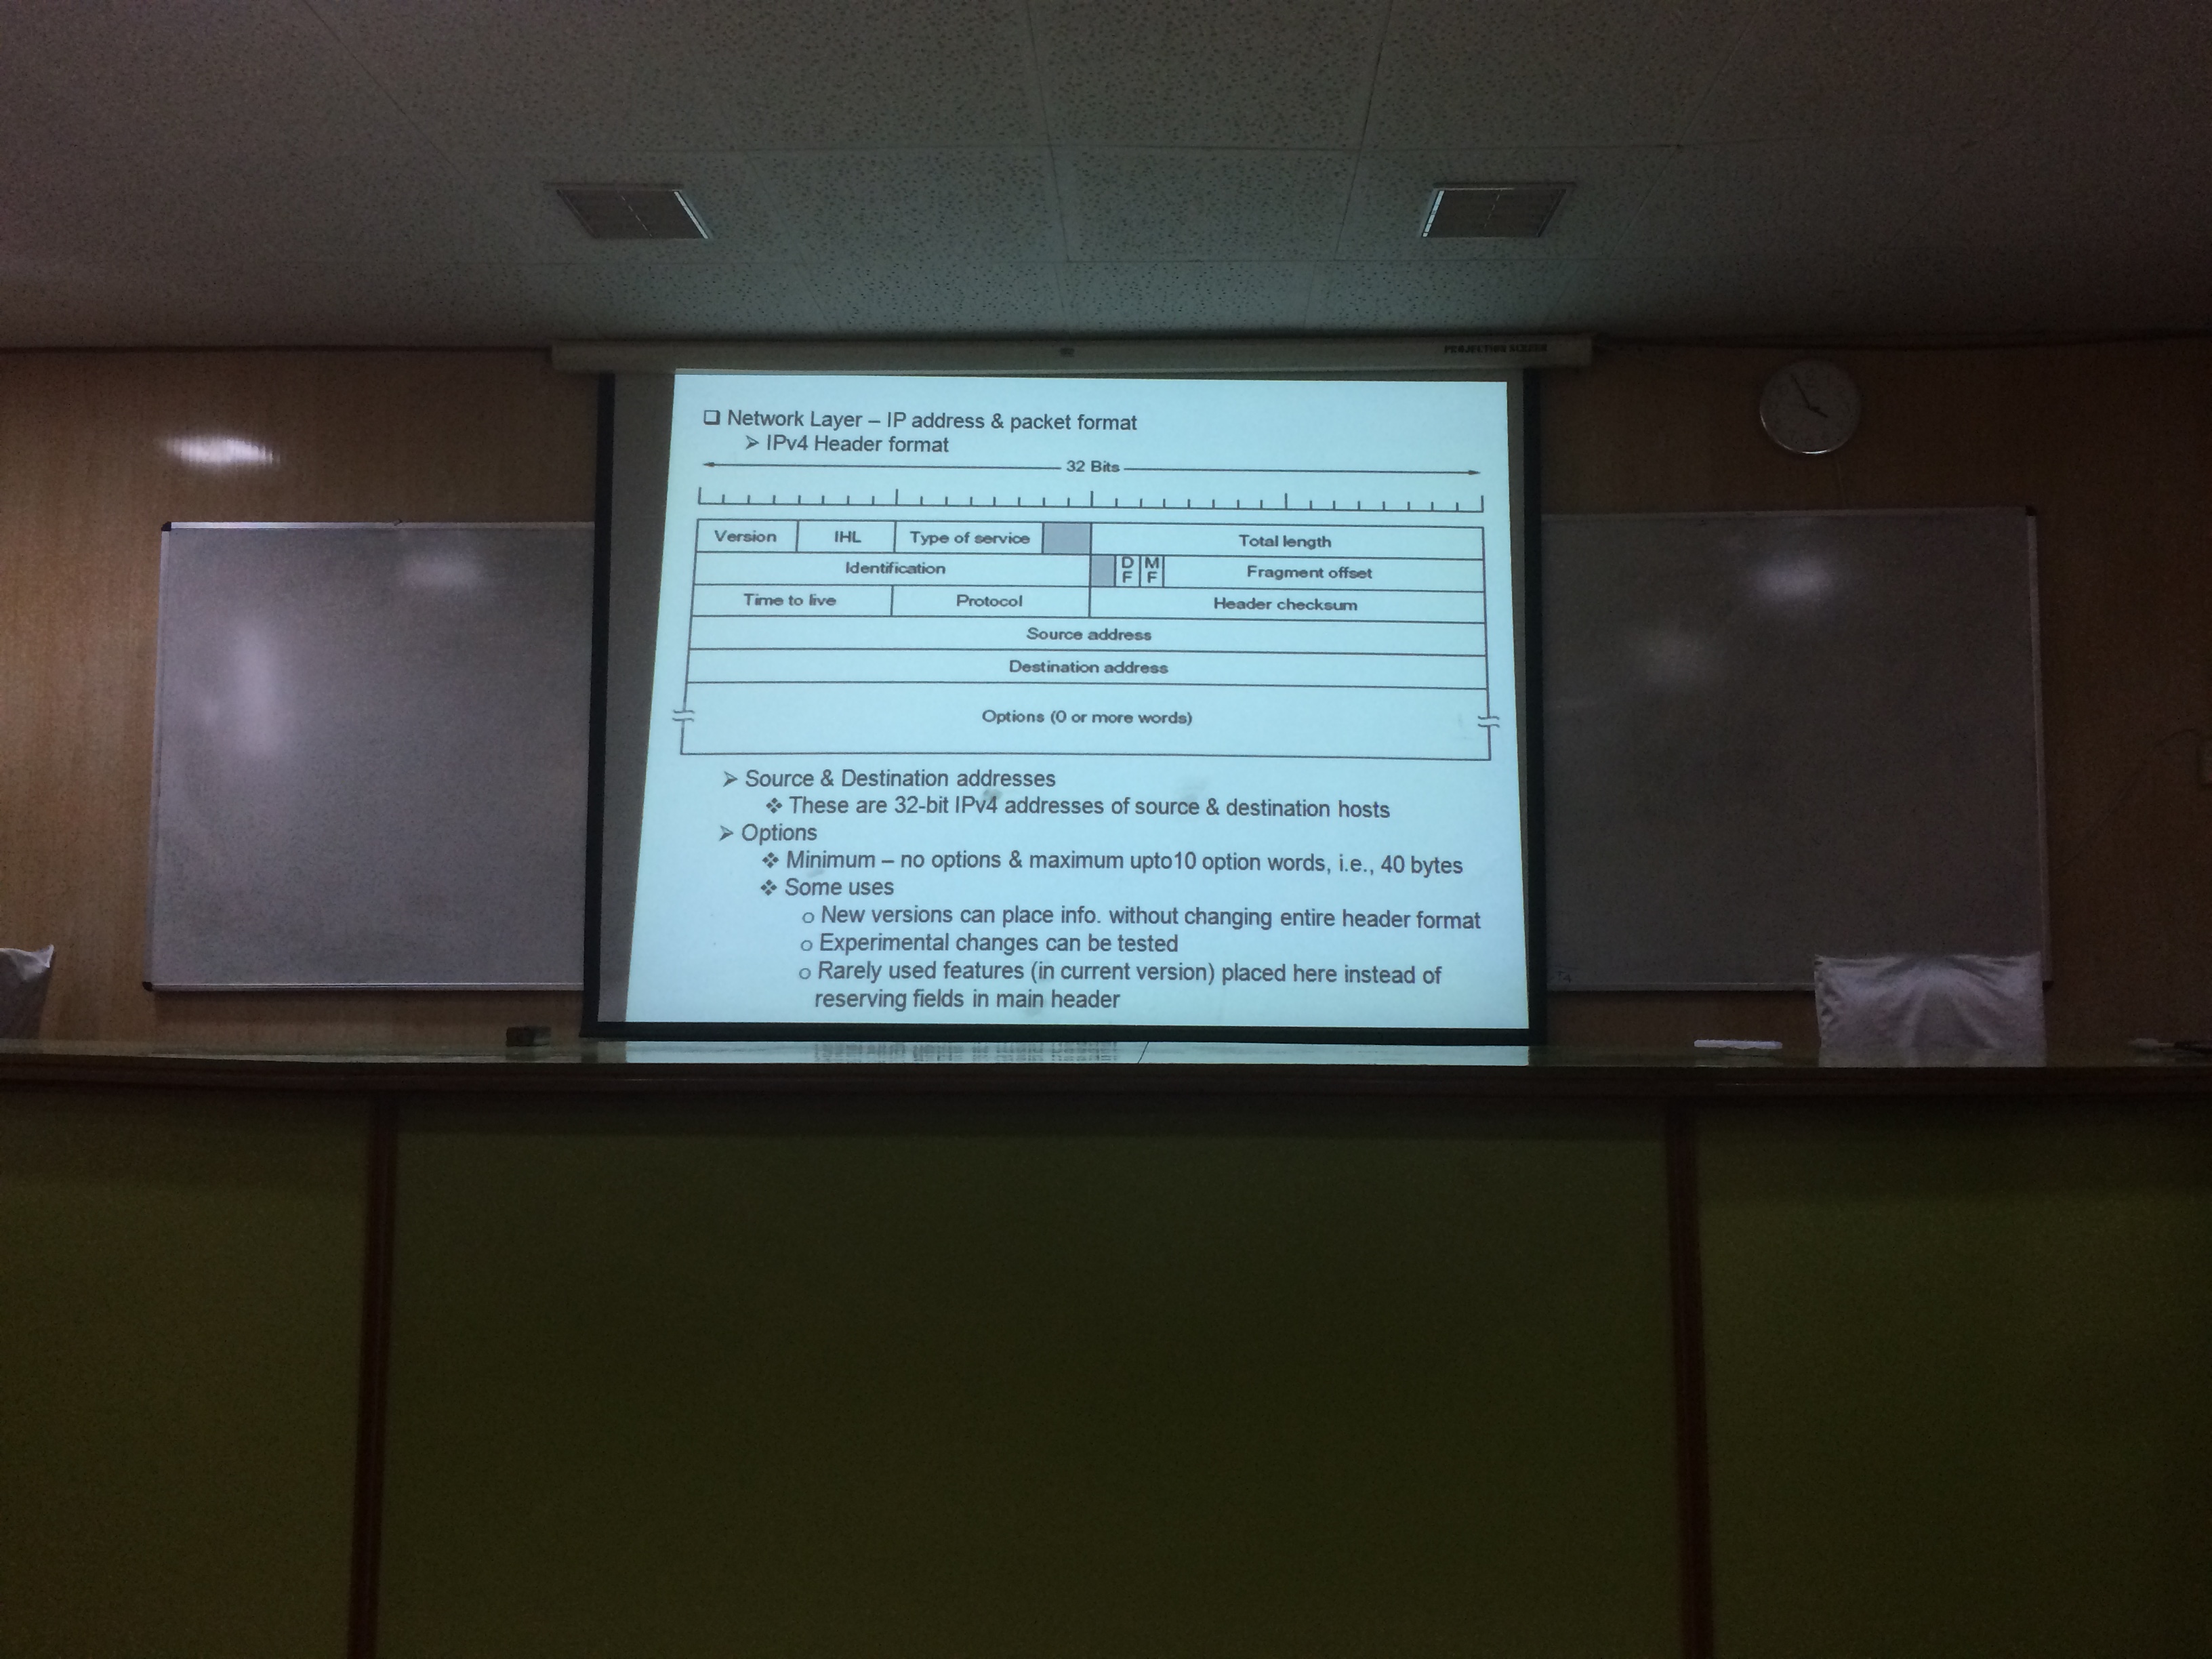 PROJECTION SCREEN
❑ Network Layer – IP address & packet format
➢ IPv4 Header format
32 Bits
Version IHL Type of service Total length
Identification DF MF Fragment offset
Time to live Protocol Header checksum
Source address
Destination address
Options (0 or more words)
➢ Source & Destination addresses
❖ These are 32-bit IPv4 addresses of source & destination hosts
➢ Options
❖ Minimum – no options & maximum upto10 option words, i.e., 40 bytes
❖ Some uses
o New versions can place info. without changing entire header format
o Experimental changes can be tested
o Rarely used features (in current version) placed here instead of
reserving fields in main header